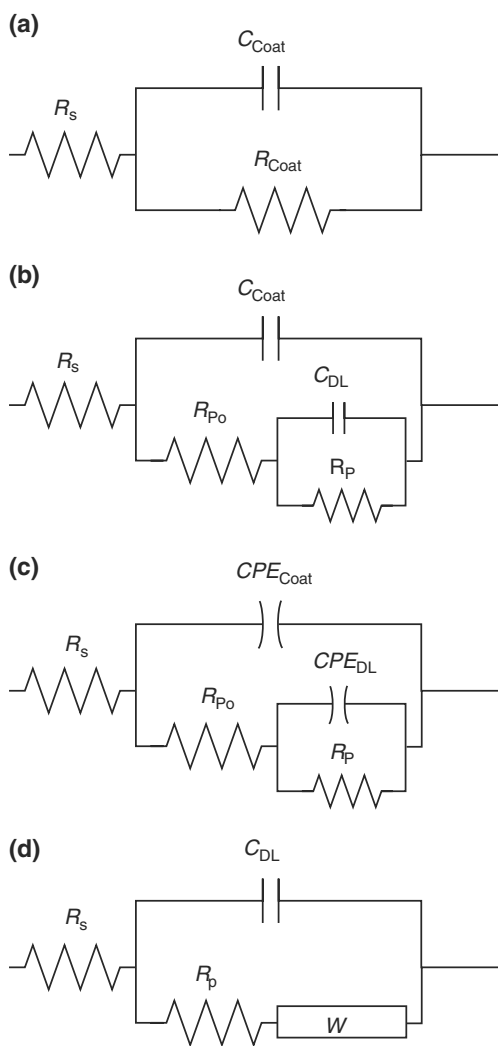 (a)
C_Coat
R_s
R_Coat
(b)
C_Coat
R_s
C_DL
R_Po
R_P
(c)
CPE_Coat
R_s
CPE_DL
R_Po
R_P
(d)
C_DL
R_s
R_p
W